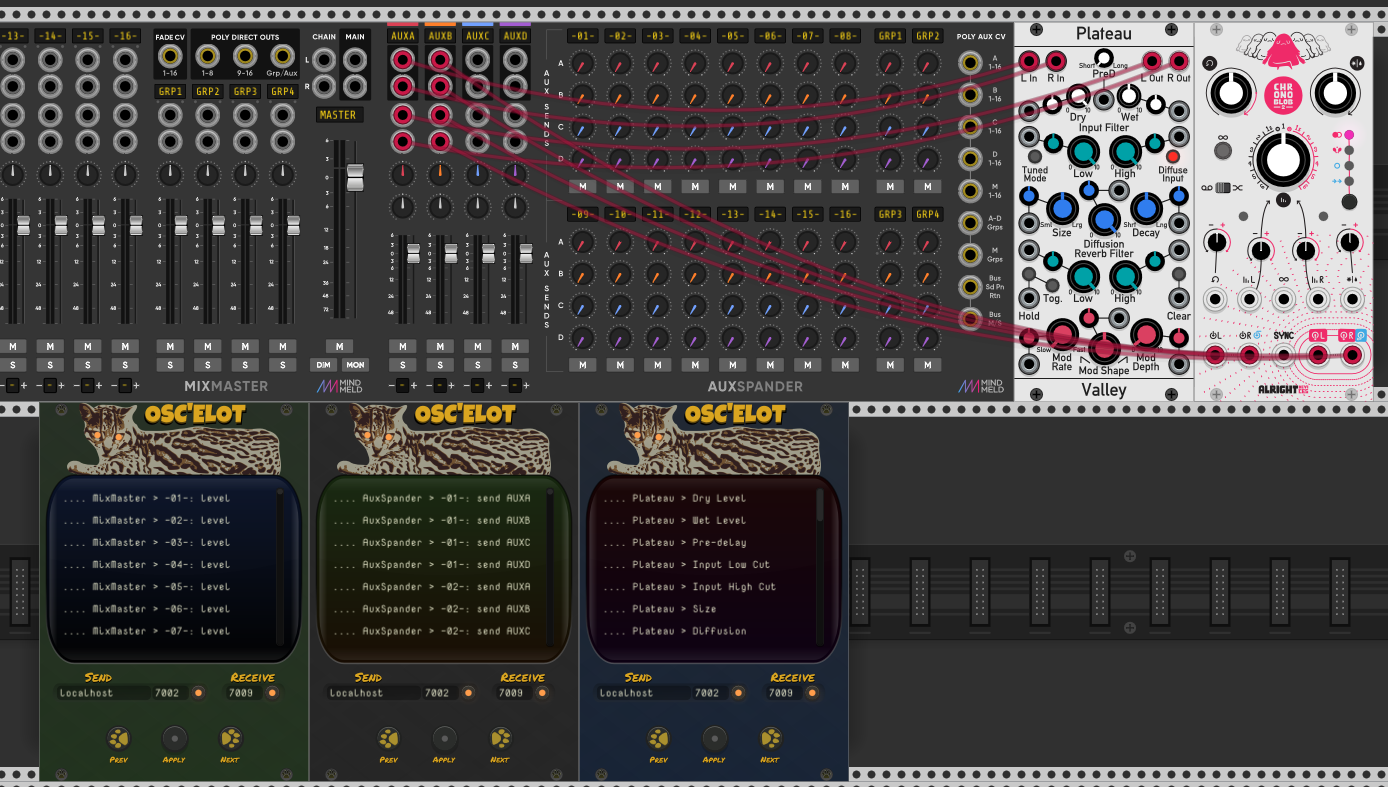 -13- -14- -15- -16-
FADE CV POLY DIRECT OUTS
1-16 1-8 9-16 Grp/Aux
GRP1 GRP2 GRP3 GRP4
CHAIN MAIN
L
R
MASTER
M M M M M M M M M
S S S S S S S S DIM MON
MIXMASTER
MIND
MELD
AUXA AUXB AUXC AUXD
M M M M
S S S S
AUX SENDS
-01- -02- -03- -04- -05- -06- -07- -08- GRP1 GRP2
A
B
C
D
M M M M M M M M M M
AUX SENDS
-09- -10- -11- -12- -13- -14- -15- -16- GRP3 GRP4
A
B
C
D
M M M M M M M M M M
AUXSPANDER
MIND
MELD
POLY AUX CV
A
1-16
B
1-16
C
1-16
D
1-16
M
1-16
A-D
Grps
M
Grps
Bus
Sd Pn
Rtn
Bus
M/S
Plateau
L In R In Short Long L Out R Out
PreD
Dry Wet
Input Filter
Tuned
Mode Low High Diffuse
Input
Size Decay
Diffusion
Reverb Filter
Tog. Low High
Hold Clear
Slow Fast
Mod
Rate Mod Shape Mod
Depth
Valley
CHR
ONO
BLOB
2
SYNC
ALRIGHT
OSC'ELOT
.... MixMaster > -01-: Level
.... MixMaster > -02-: Level
.... MixMaster > -03-: Level
.... MixMaster > -04-: Level
.... MixMaster > -05-: Level
.... MixMaster > -06-: Level
.... MixMaster > -07-: Level
SEND RECEIVE
Localhost 7002 7009
PREV APPLY NEXT
OSC'ELOT
.... AuxSpander > -01-: send AUXA
.... AuxSpander > -01-: send AUXB
.... AuxSpander > -01-: send AUXC
.... AuxSpander > -01-: send AUXD
.... AuxSpander > -02-: send AUXA
.... AuxSpander > -02-: send AUXB
.... AuxSpander > -02-: send AUXC
SEND RECEIVE
Localhost 7002 7009
PREV APPLY NEXT
OSC'ELOT
.... Plateau > Dry Level
.... Plateau > Wet Level
.... Plateau > Pre-delay
.... Plateau > Input Low Cut
.... Plateau > Input High Cut
.... Plateau > Size
.... Plateau > Diffusion
SEND RECEIVE
Localhost 7002 7009
PREV APPLY NEXT